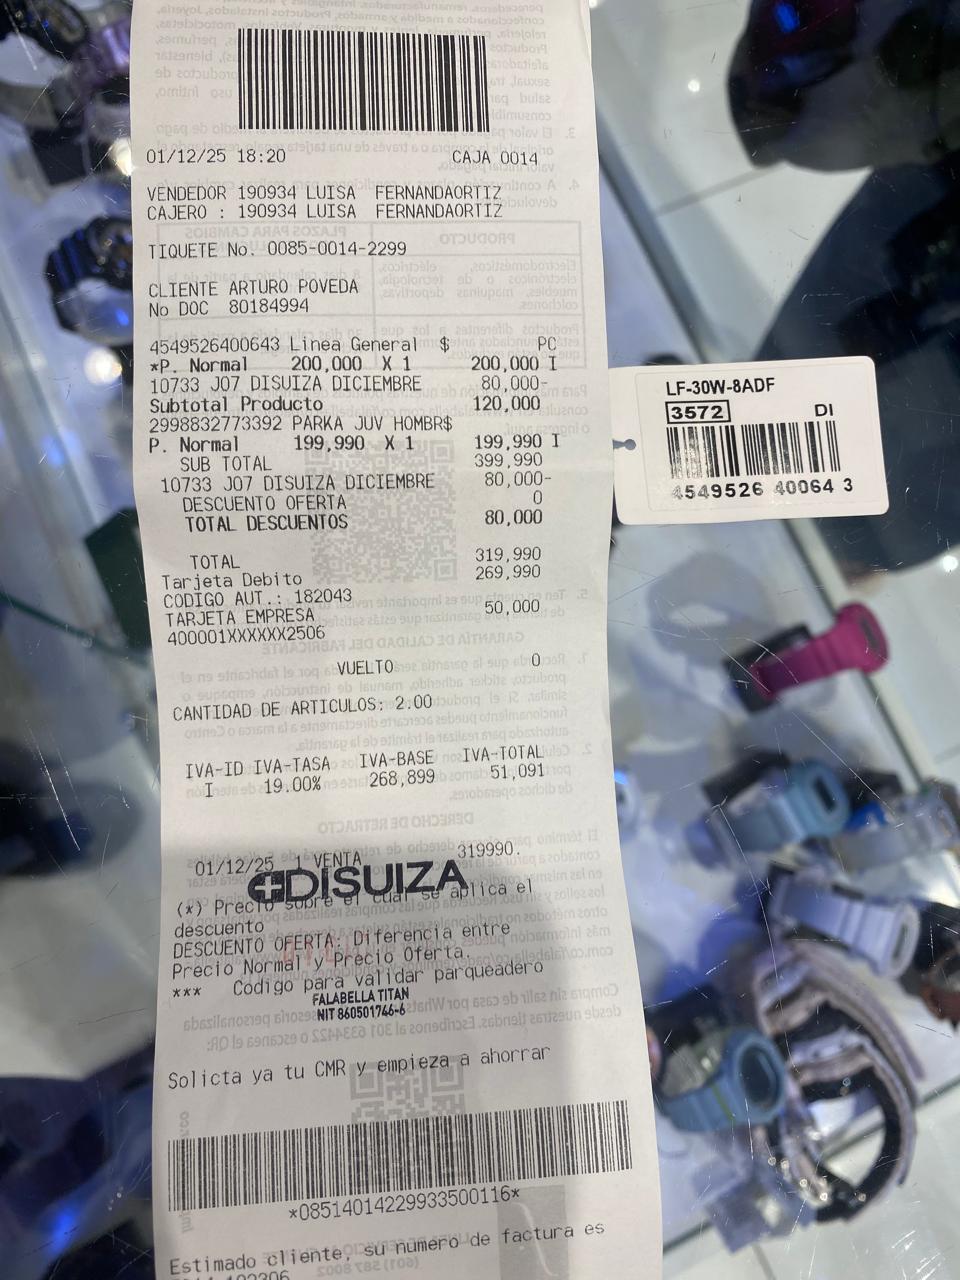 01/12/25 18:20 CAJA 0014
VENDEDOR 190934 LUISA FERNANDAORTIZ
CAJERO : 190934 LUISA FERNANDAORTIZ
TIQUETE No. 0085-0014-2299
CLIENTE ARTURO POVEDA
No DOC 80184994
4549526400643 Linea General $ PC
*P. Normal 200,000 X 1 200,000 I
10733 J07 DISUIZA DICIEMBRE 80,000-
Subtotal Producto 120,000
2998832773392 PARKA JUV HOMBR$
P. Normal 199,990 X 1 199,990 I
SUB TOTAL 399,990
10733 J07 DISUIZA DICIEMBRE 80,000-
DESCUENTO OFERTA 0
TOTAL DESCUENTOS 80,000
TOTAL 319,990
Tarjeta Debito 269,990
CODIGO AUT.: 182043
TARJETA EMPRESA 50,000
400001XXXXXX2506
VUELTO 0
CANTIDAD DE ARTICULOS: 2.00
IVA-ID IVA-TASA IVA-BASE IVA-TOTAL
I 19.00% 268,899 51,091
01/12/25 1 VENTA 319990.
DISUIZA
(*) Precio sobre el cual se aplica el
descuento
DESCUENTO OFERTA: Diferencia entre
Precio Normal y Precio Oferta.
*** Codigo para validar parqueadero
FALABELLA TITAN
NIT 860501746-6
Solicta ya tu CMR y empieza a ahorrar
*08514014229933500116*
Estimado cliente, su numero de factura es
LF-30W-8ADF
3572 DI
4549526 40064 3